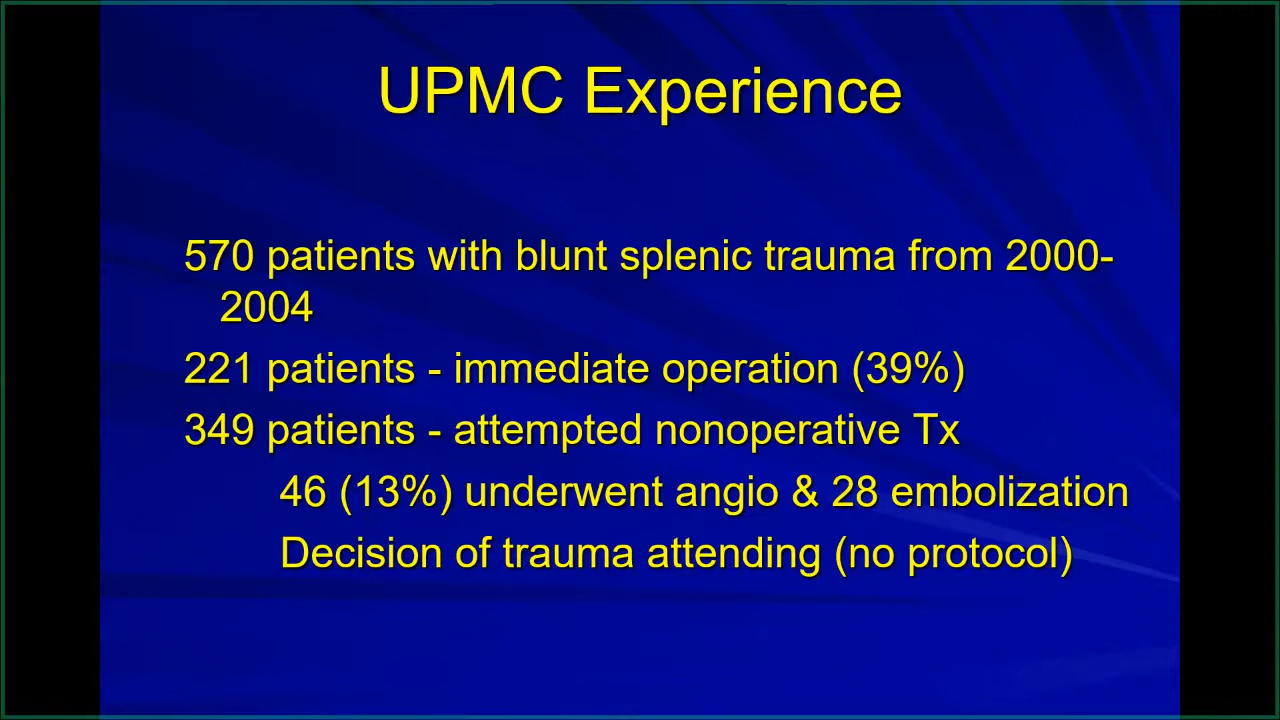 UPMC Experience
570 patients with blunt splenic trauma from 2000-
2004
221 patients - immediate operation (39%)
349 patients - attempted nonoperative Tx
46 (13%) underwent angio & 28 embolization
Decision of trauma attending (no protocol)